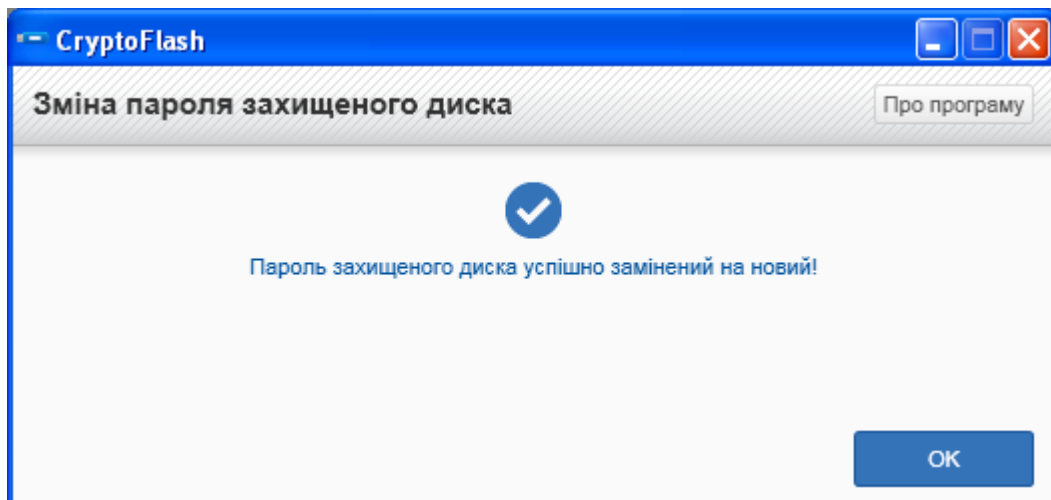 CryptoFlash
Зміна пароля захищеного диска
Про програму
Пароль захищеного диска успішно замінений на новий!
OK